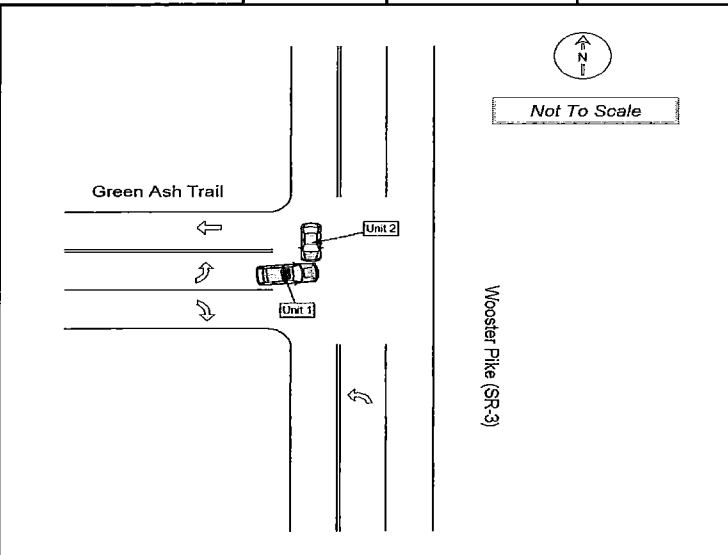 N
Not To Scale
Green Ash Trail
Unit 2
Unit 1
Wooster Pike (SR-3)